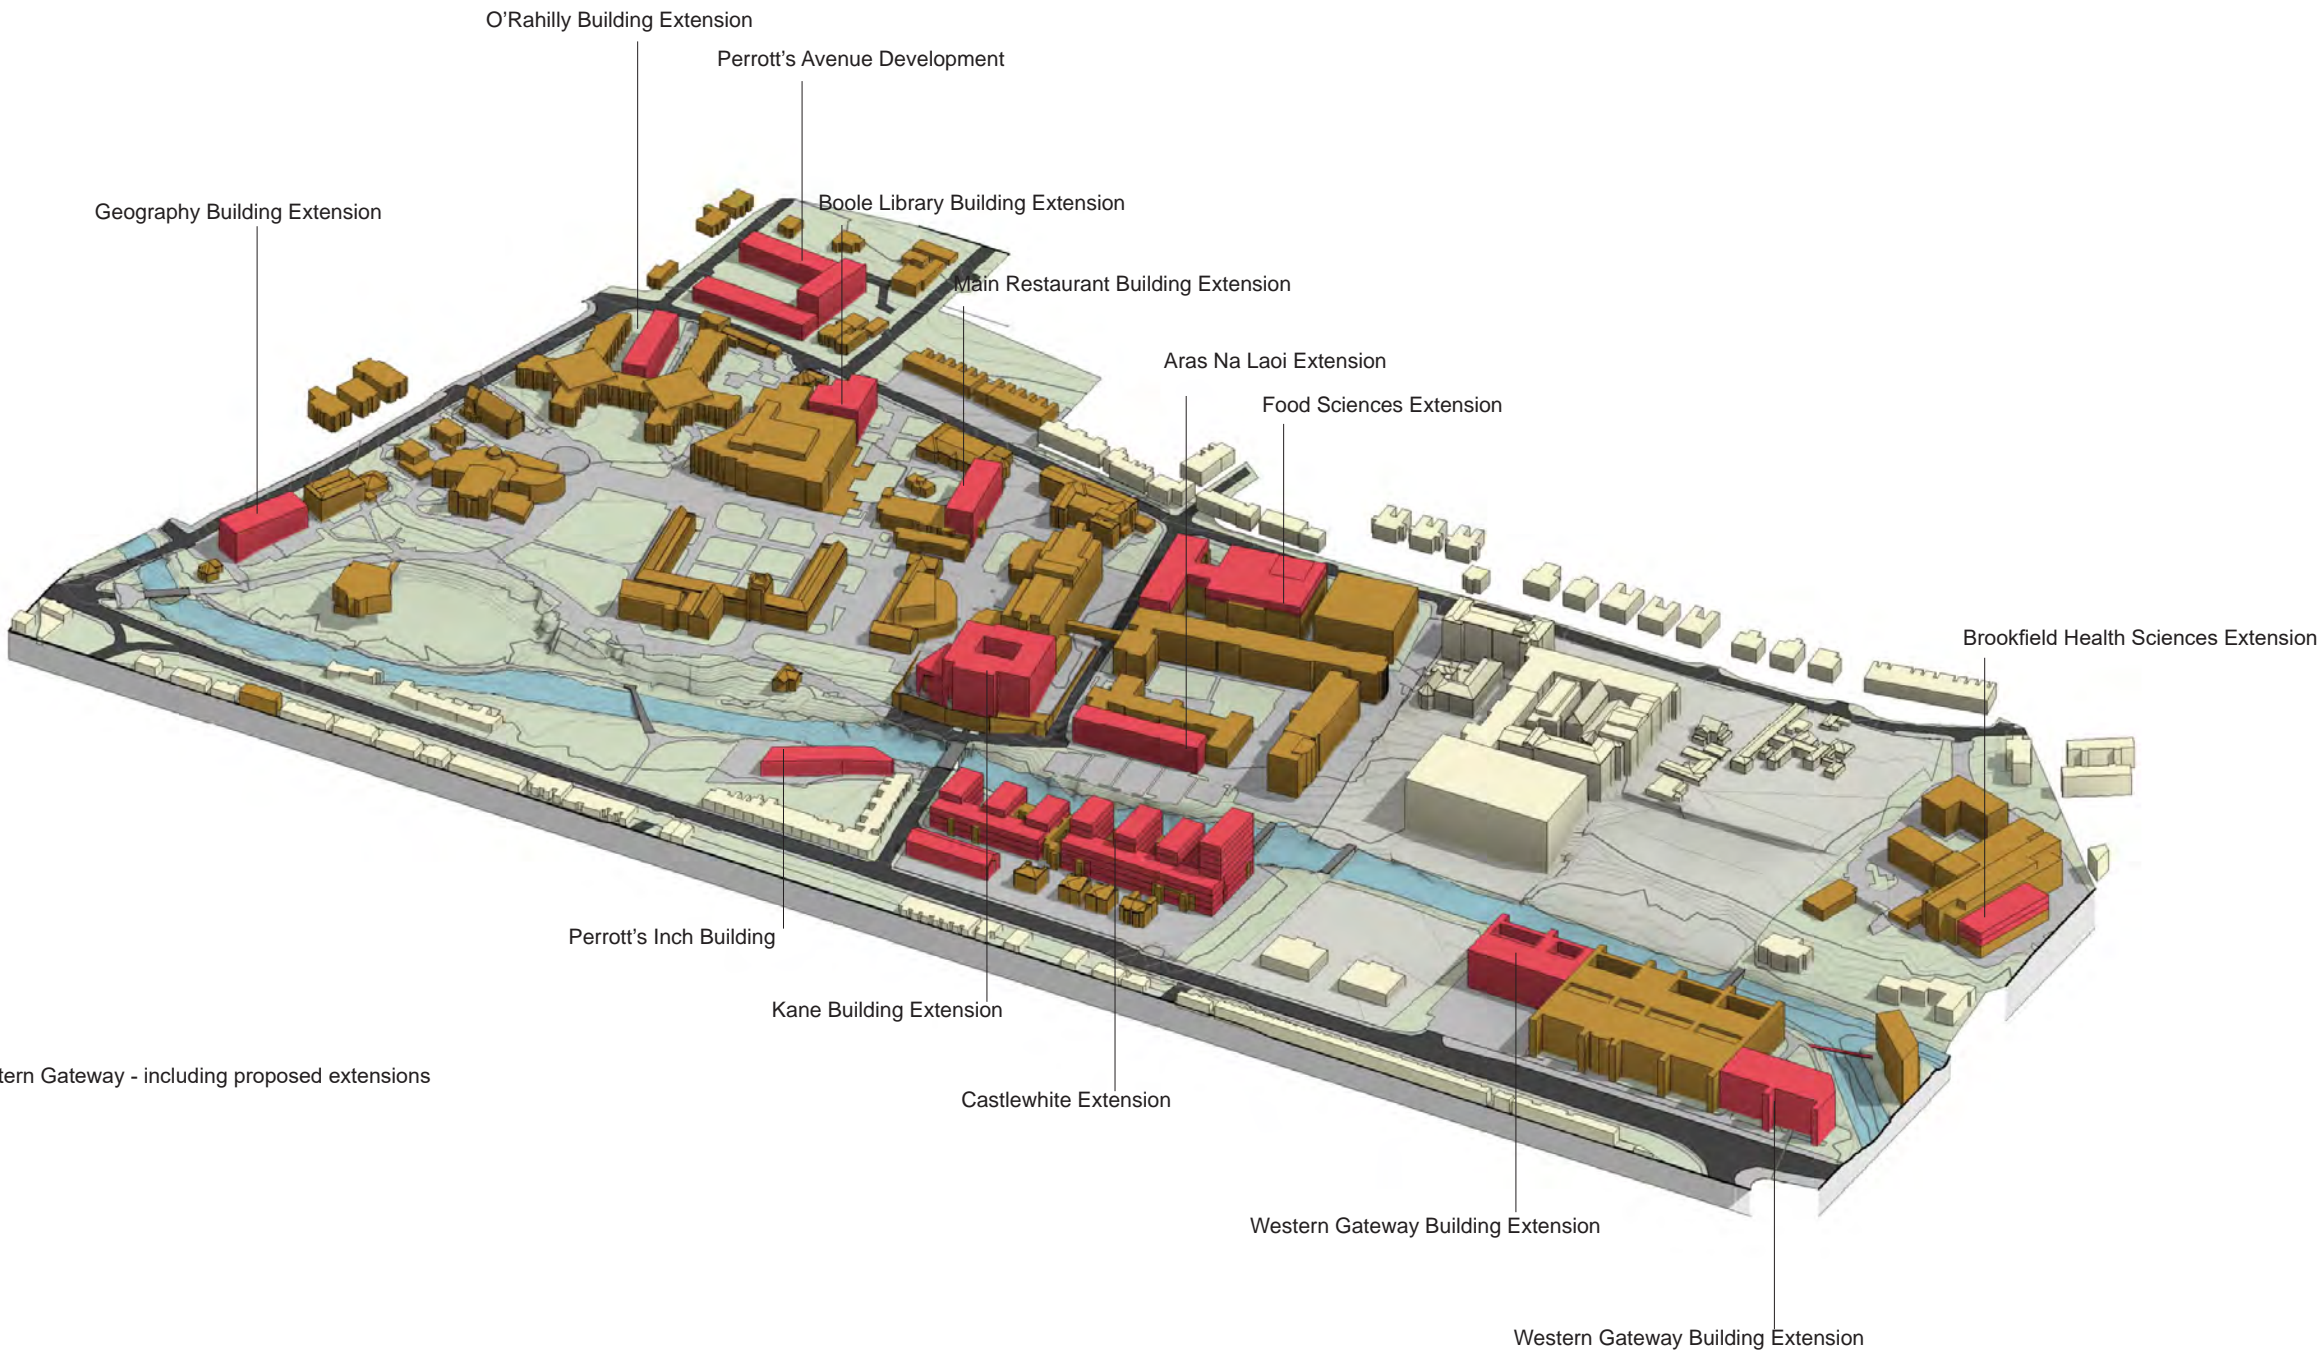 O'Rahilly Building Extension
Perrott's Avenue Development
Boole Library Building Extension
Geography Building Extension
Main Restaurant Building Extension
Aras Na Laoi Extension
Food Sciences Extension
Brookfield Health Sciences Extension
Perrott's Inch Building
Kane Building Extension
tern Gateway - including proposed extensions
Castlewhite Extension
Western Gateway Building Extension
Western Gateway Building Extension